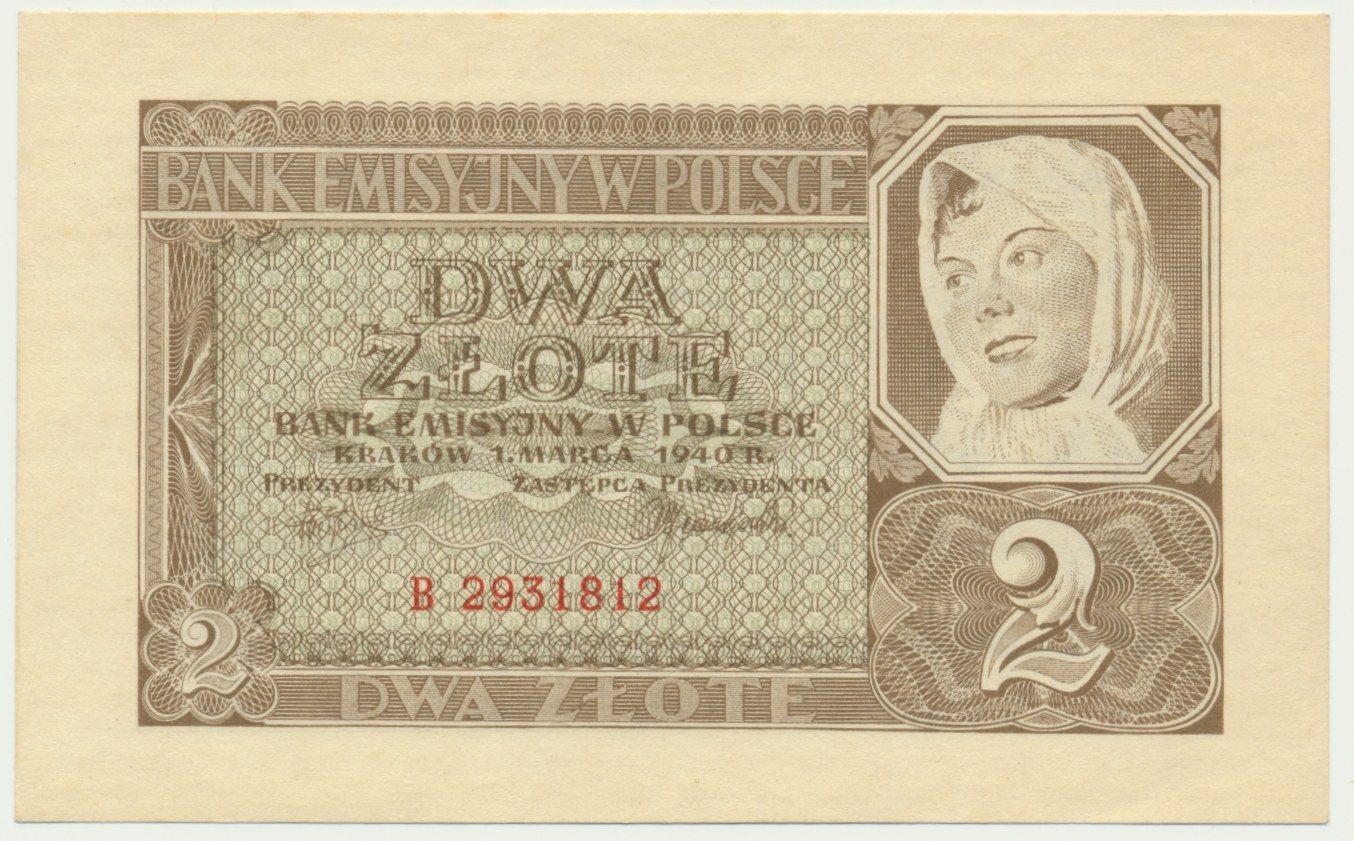 BANK EMISYJNY W POLSCE
DWA
ZŁOTE
BANK EMISYJNY W POLSCE
KRAKÓW 1. MARCA 1940 R.
PREZYDENT ZASTĘPCA PREZYDENTA
B 2931812
2
2
DWA ZŁOTE